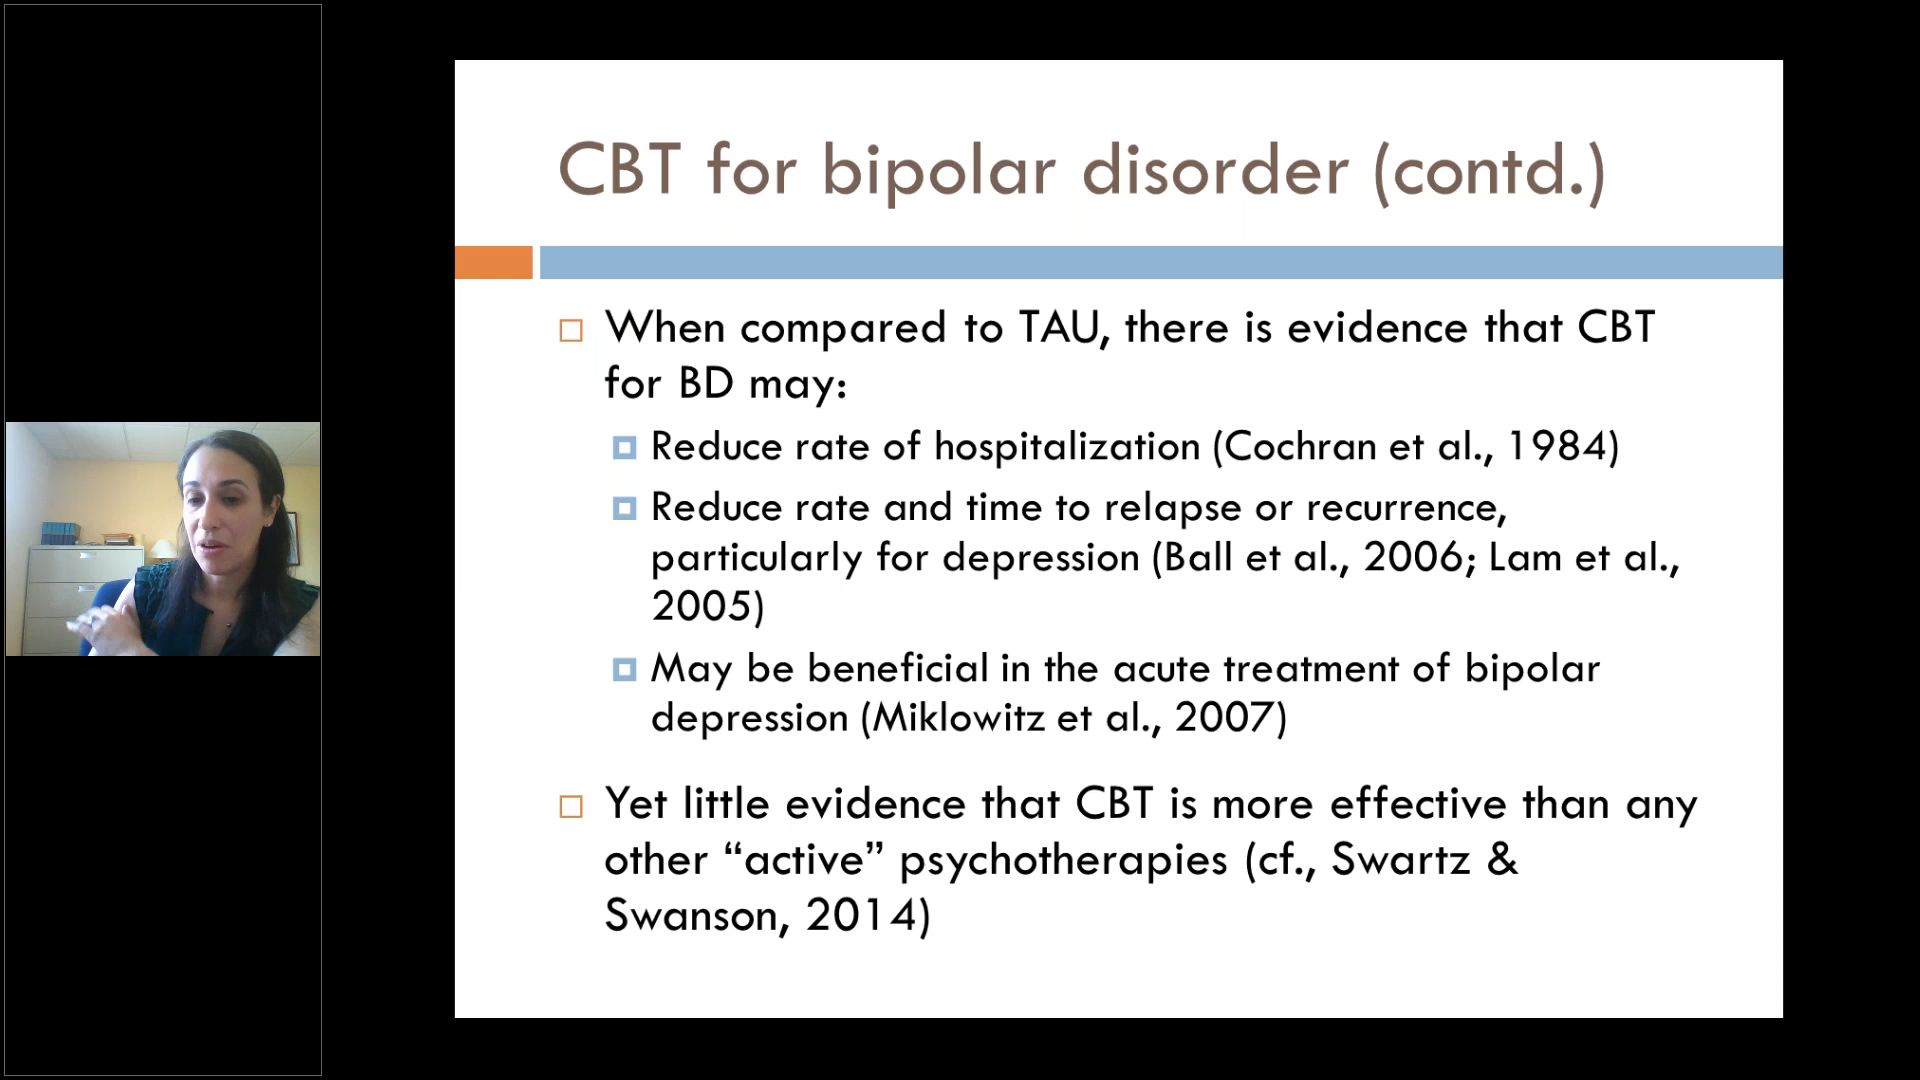 CBT for bipolar disorder (contd.)
When compared to TAU, there is evidence that CBT
for BD may:
Reduce rate of hospitalization (Cochran et al., 1984)
Reduce rate and time to relapse or recurrence,
particularly for depression (Ball et al., 2006; Lam et al.,
2005)
May be beneficial in the acute treatment of bipolar
depression (Miklowitz et al., 2007)
Yet little evidence that CBT is more effective than any
other “active” psychotherapies (cf., Swartz &
Swanson, 2014)